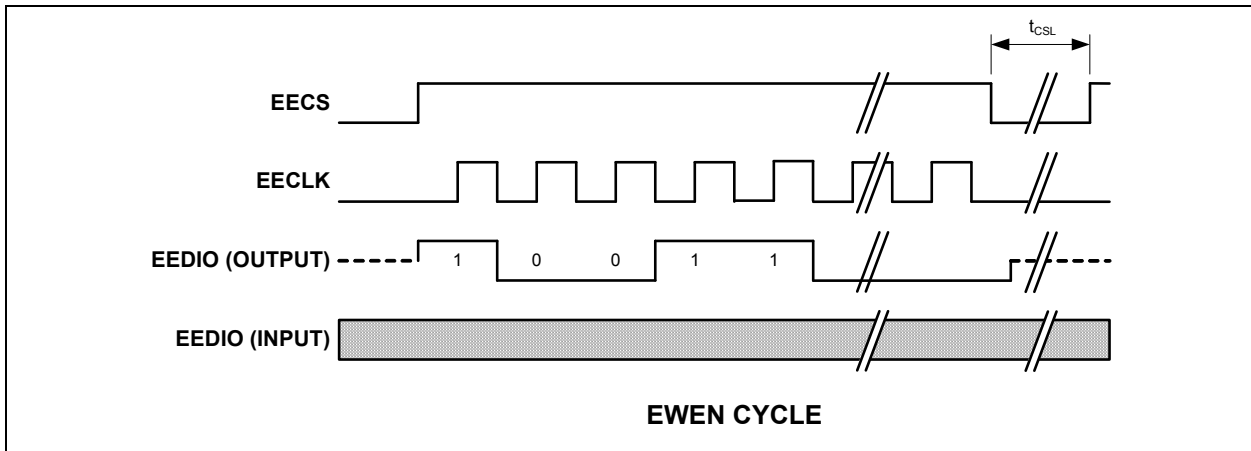 tCSL
EECS
EECLK
EEDIO (OUTPUT) 1 0 0 1 1
EEDIO (INPUT)
EWEN CYCLE